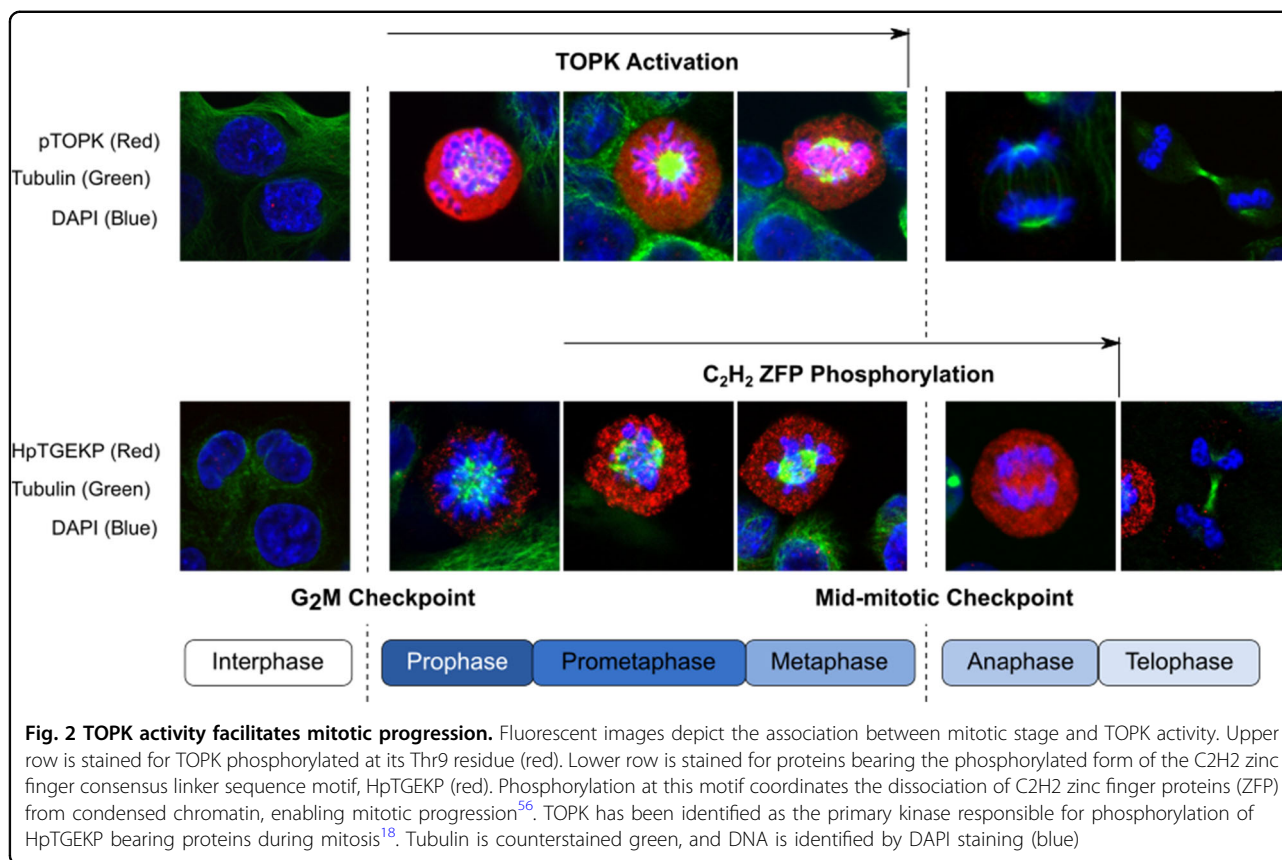 TOPK Activation
pTOPK (Red)
Tubulin (Green)
DAPI (Blue)
C₂H₂ ZFP Phosphorylation
HpTGEKP (Red)
Tubulin (Green)
DAPI (Blue)
G₂M Checkpoint
Mid-mitotic Checkpoint
Interphase
Prophase
Prometaphase
Metaphase
Anaphase
Telophase
Fig. 2 TOPK activity facilitates mitotic progression. Fluorescent images depict the association between mitotic stage and TOPK activity. Upper
row is stained for TOPK phosphorylated at its Thr9 residue (red). Lower row is stained for proteins bearing the phosphorylated form of the C2H2 zinc
finger consensus linker sequence motif, HpTGEKP (red). Phosphorylation at this motif coordinates the dissociation of C2H2 zinc finger proteins (ZFP)
from condensed chromatin, enabling mitotic progression⁵⁶. TOPK has been identified as the primary kinase responsible for phosphorylation of
HpTGEKP bearing proteins during mitosis¹⁸. Tubulin is counterstained green, and DNA is identified by DAPI staining (blue)